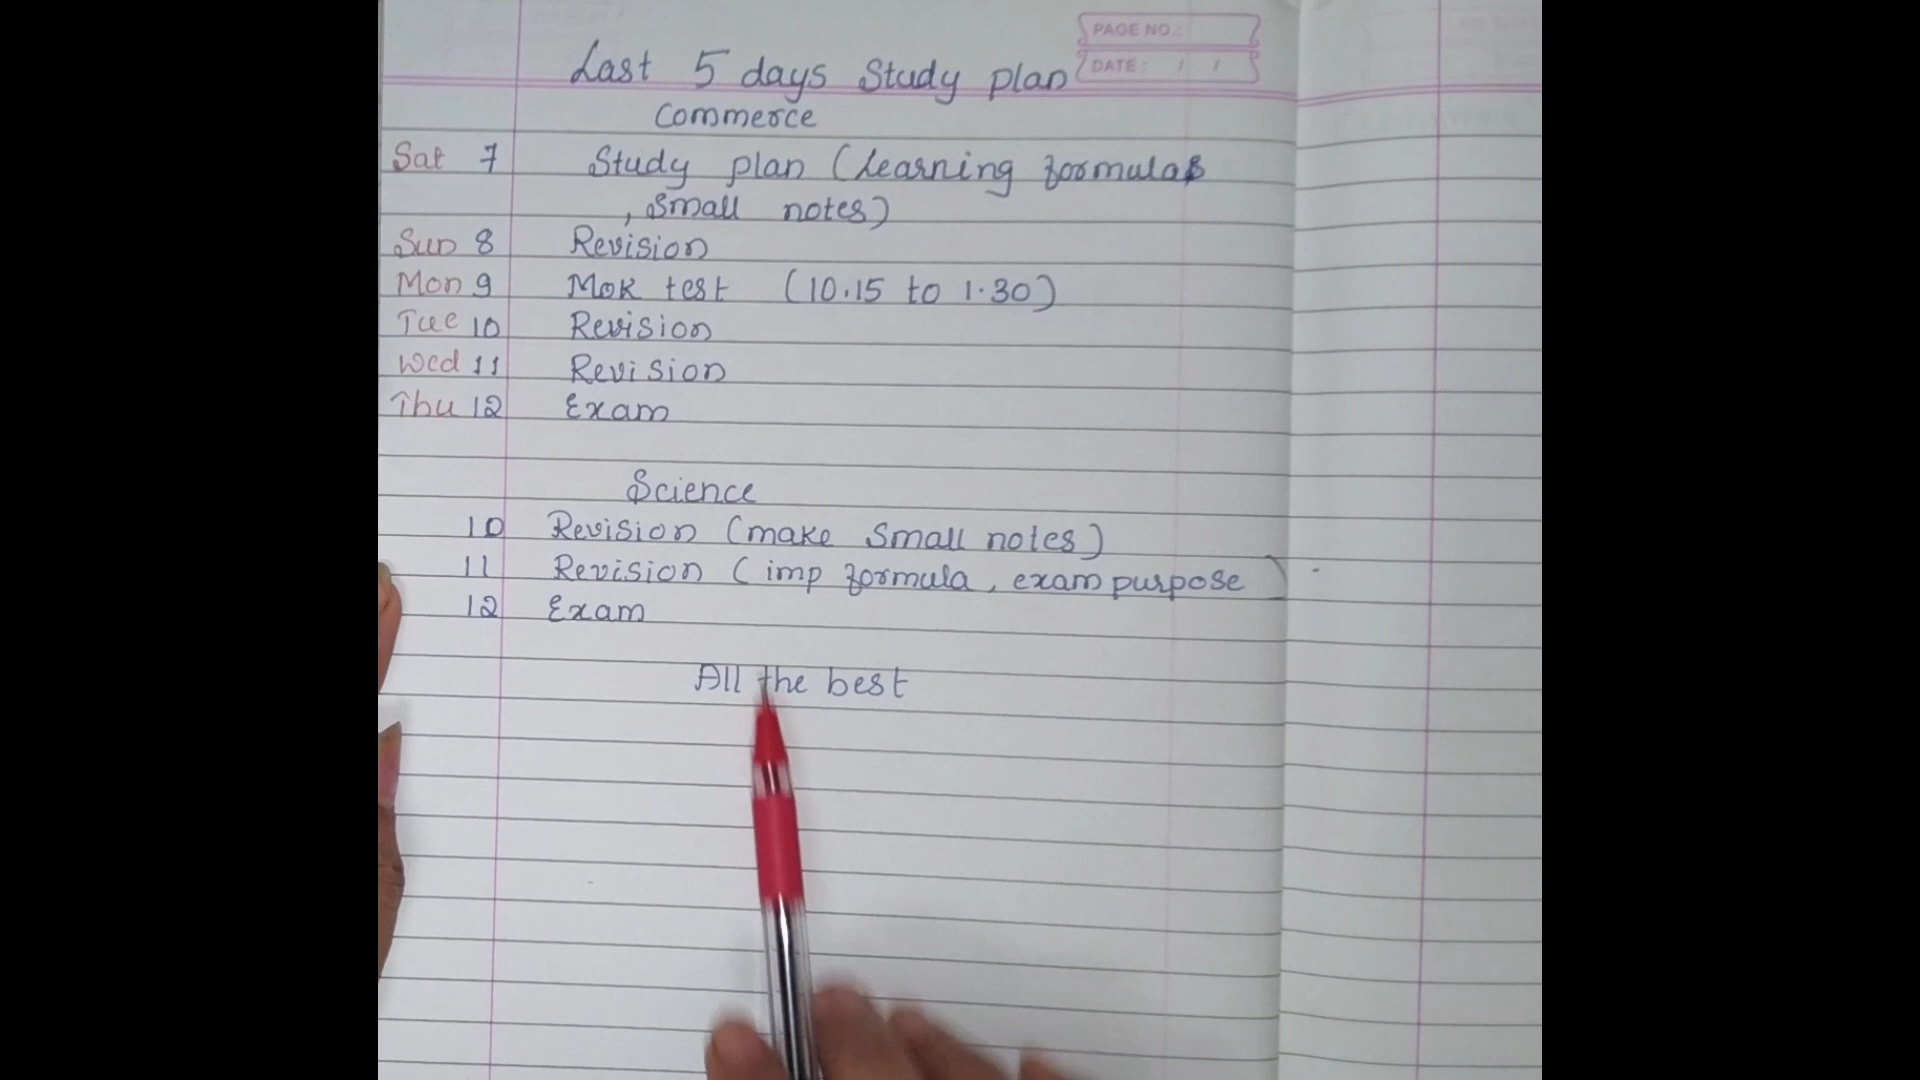 PAGE NO.:
DATE: / /
Last 5 days Study plan
Commerce
Sat 7 Study plan (Learning formulas
, Small notes)
Sun 8 Revision
Mon 9 Mok test (10.15 to 1.30)
Tue 10 Revision
Wed 11 Revision
Thu 12 Exam
Science
10 Revision (make Small notes)
11 Revision (imp formula, exam purpose)
12 Exam
All the best